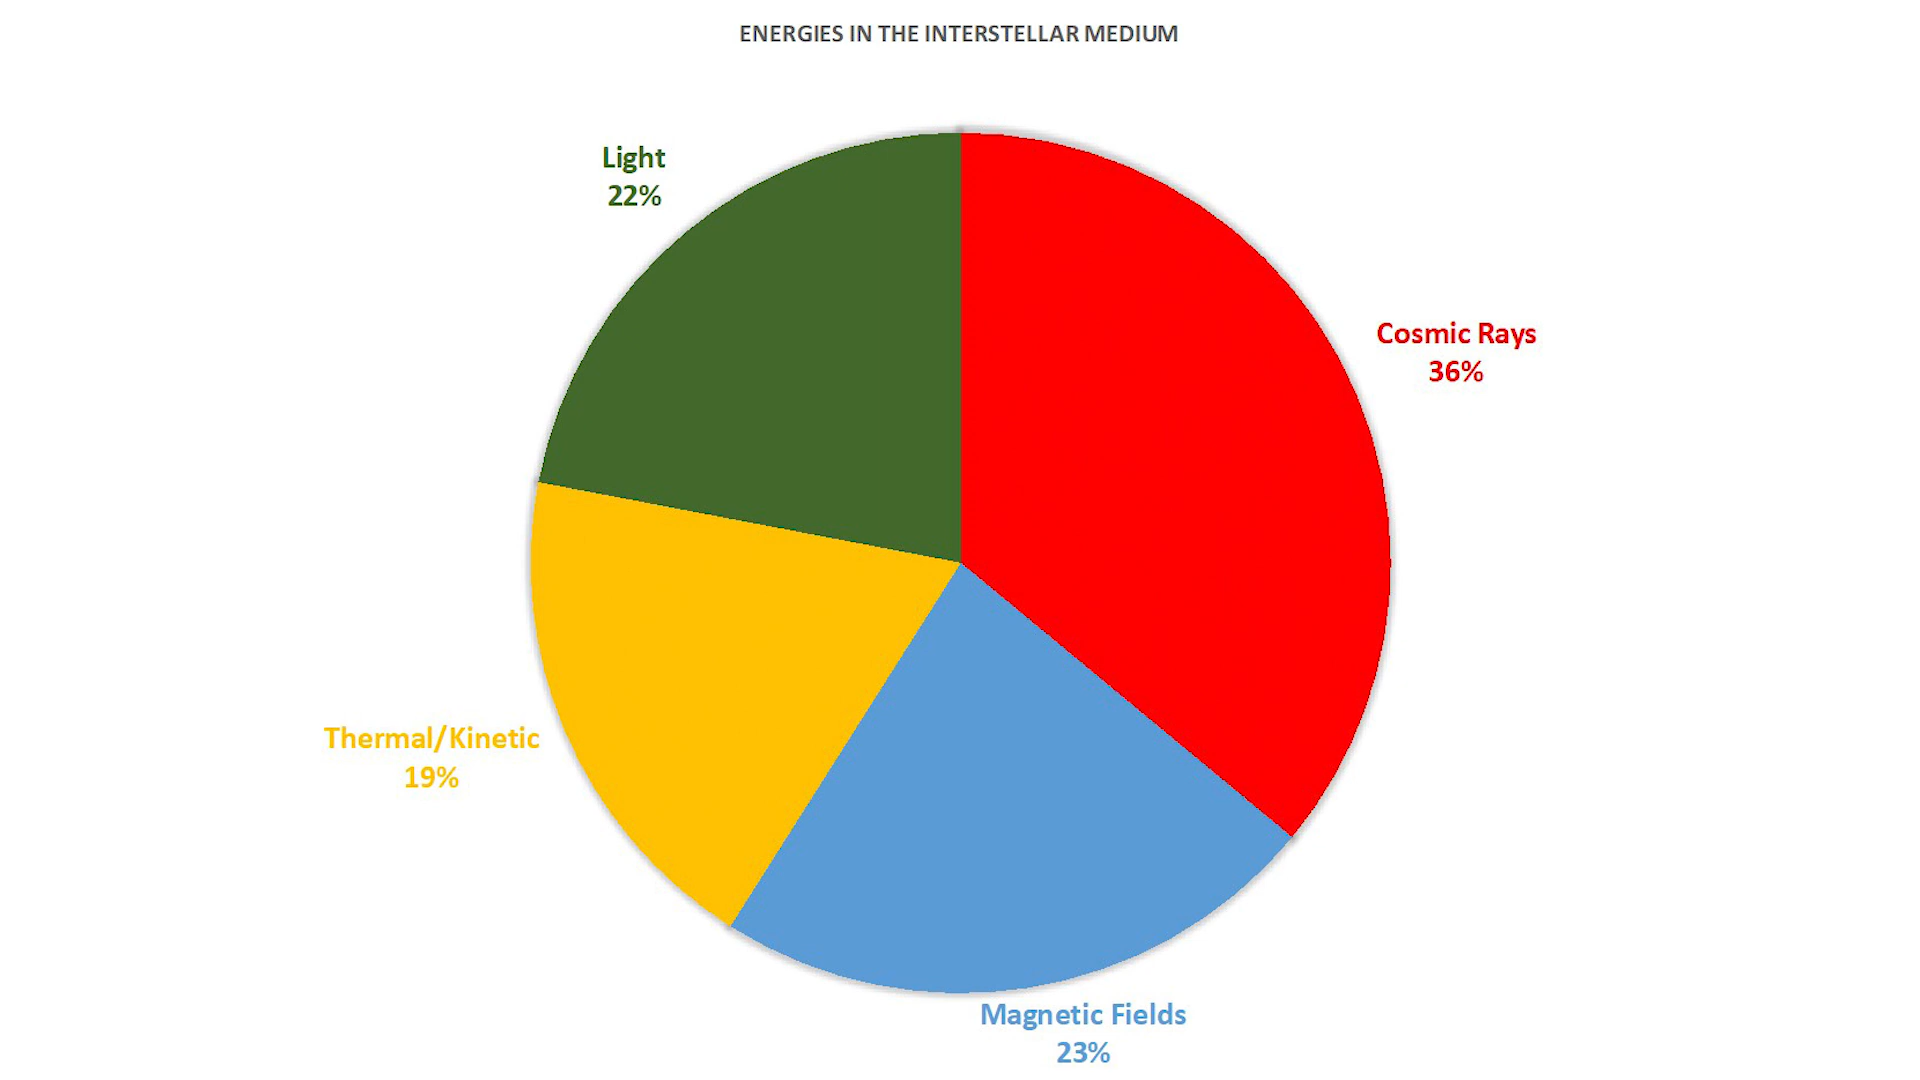 ENERGIES IN THE INTERSTELLAR MEDIUM
Light
22%
Cosmic Rays
36%
Thermal/Kinetic
19%
Magnetic Fields
23%